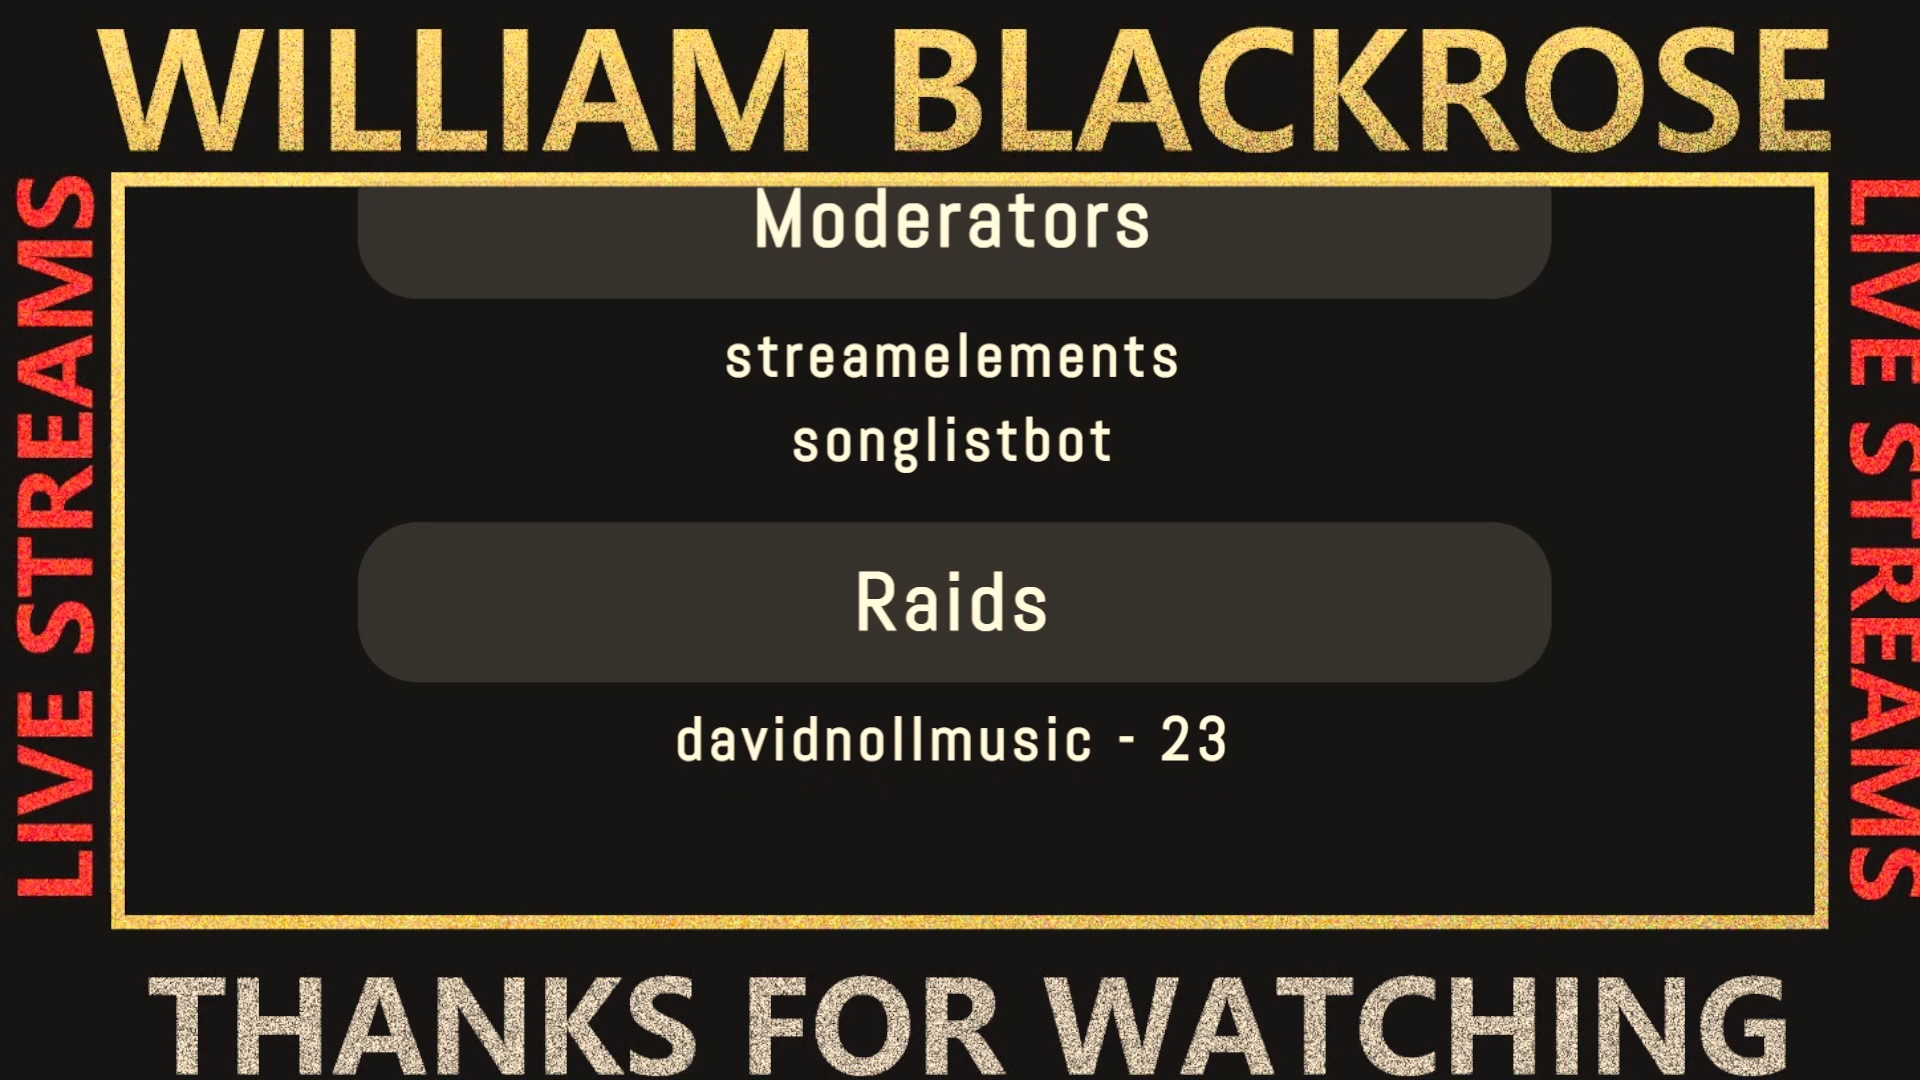 WILLIAM BLACKROSE
LIVE STREAMS
Moderators
streamelements
songlistbot
Raids
davidnollmusic - 23
LIVE STREAMS
THANKS FOR WATCHING